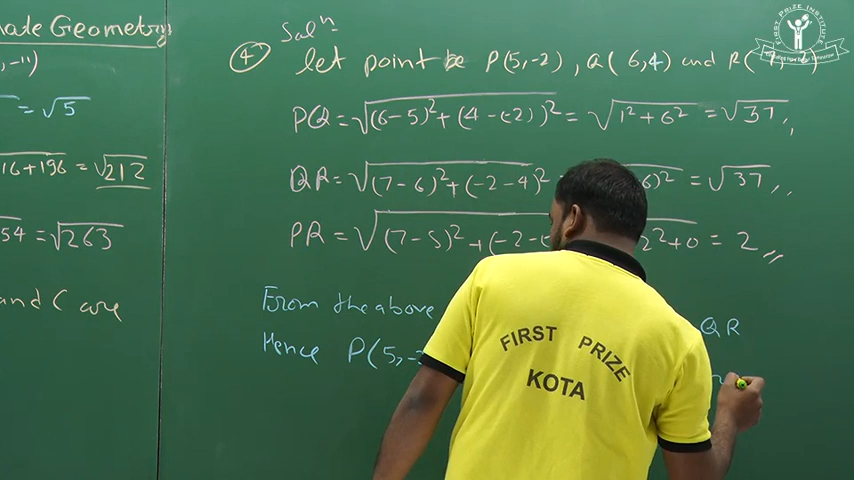 nate Geometry
, -11)
= √5
16+196 = √212
54 = √263
and C are
Solⁿ
4
let point be P(5,-2), Q(6,4) and R(7,-2)
PQ = √(6-5)²+(4-(-2))² = √1²+6² = √37,,
QR = √(7-6)²+(-2-4)² 6)² = √37,,
PR = √(7-5)²+(-2-(- 2²+0 = 2,,
From the above QR
Hence P(5,-2
FIRST PRIZE
KOTA
FIRST PRIZE INSTITUTE